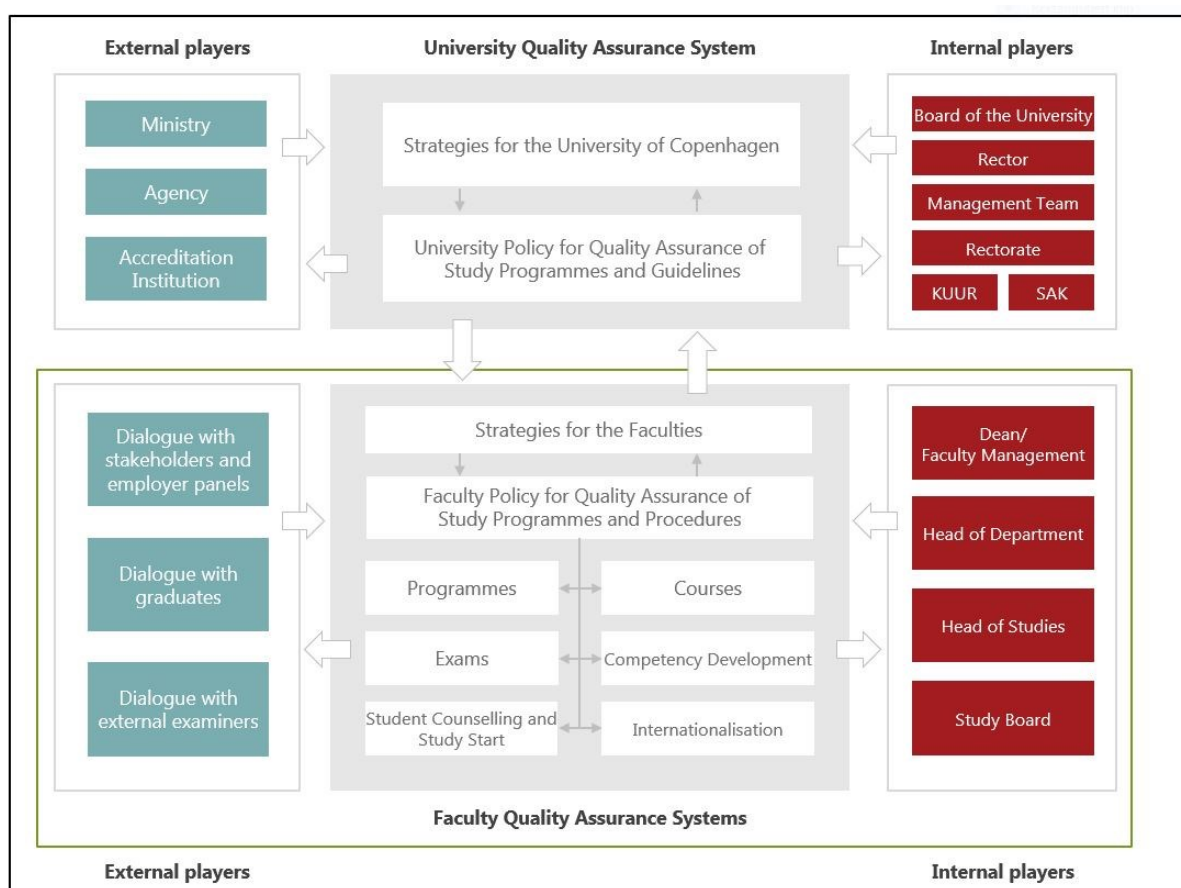 External players
University Quality Assurance System
Internal players
Ministry
Agency
Accreditation
Institution
Strategies for the University of Copenhagen
University Policy for Quality Assurance of
Study Programmes and Guidelines
Board of the University
Rector
Management Team
Rectorate
KUUR
SAK
Dialogue with
stakeholders and
employer panels
Dialogue with
graduates
Dialogue with
external examiners
Strategies for the Faculties
Faculty Policy for Quality Assurance of
Study Programmes and Procedures
Programmes
Courses
Exams
Competency Development
Student Counselling and
Study Start
Internationalisation
Dean/
Faculty Management
Head of Department
Head of Studies
Study Board
Faculty Quality Assurance Systems
External players
Internal players